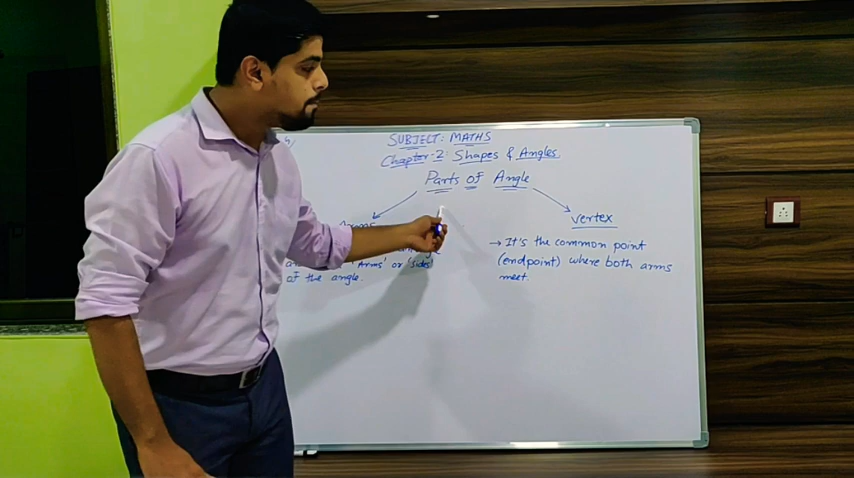 SUBJECT: MATHS
Chapter-2: Shapes & Angles
Parts of Angle
Arms
vertex
'Arms' or 'sides'
of the angle.
→ It's the common point
(endpoint) where both arms
meet.